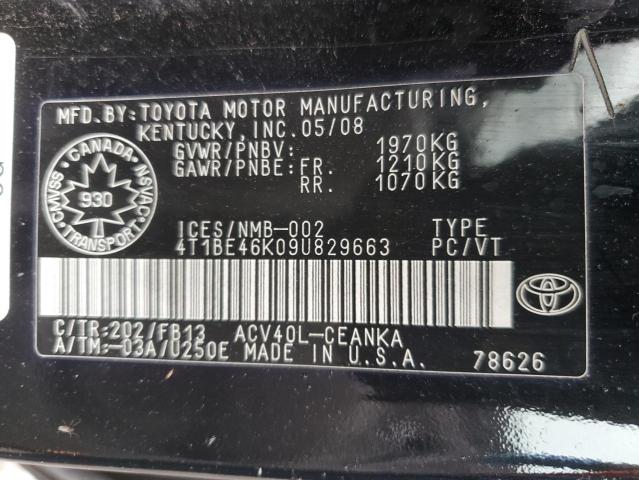 MFD.BY:TOYOTA MOTOR MANUFACTURING,
KENTUCKY,INC.05/08
GVWR/PNBV: 1970KG
GAWR/PNBE:FR. 1210KG
RR. 1070KG
CANADA
CMVSS NSVAC
930
TRANSPORT
ICES/NMB-002 TYPE
4T1BE46K09U829663 PC/VT
C/TR:202/FB13 ACV40L-CEANKA
A/TM:-03A/U250E MADE IN U.S.A. 78626